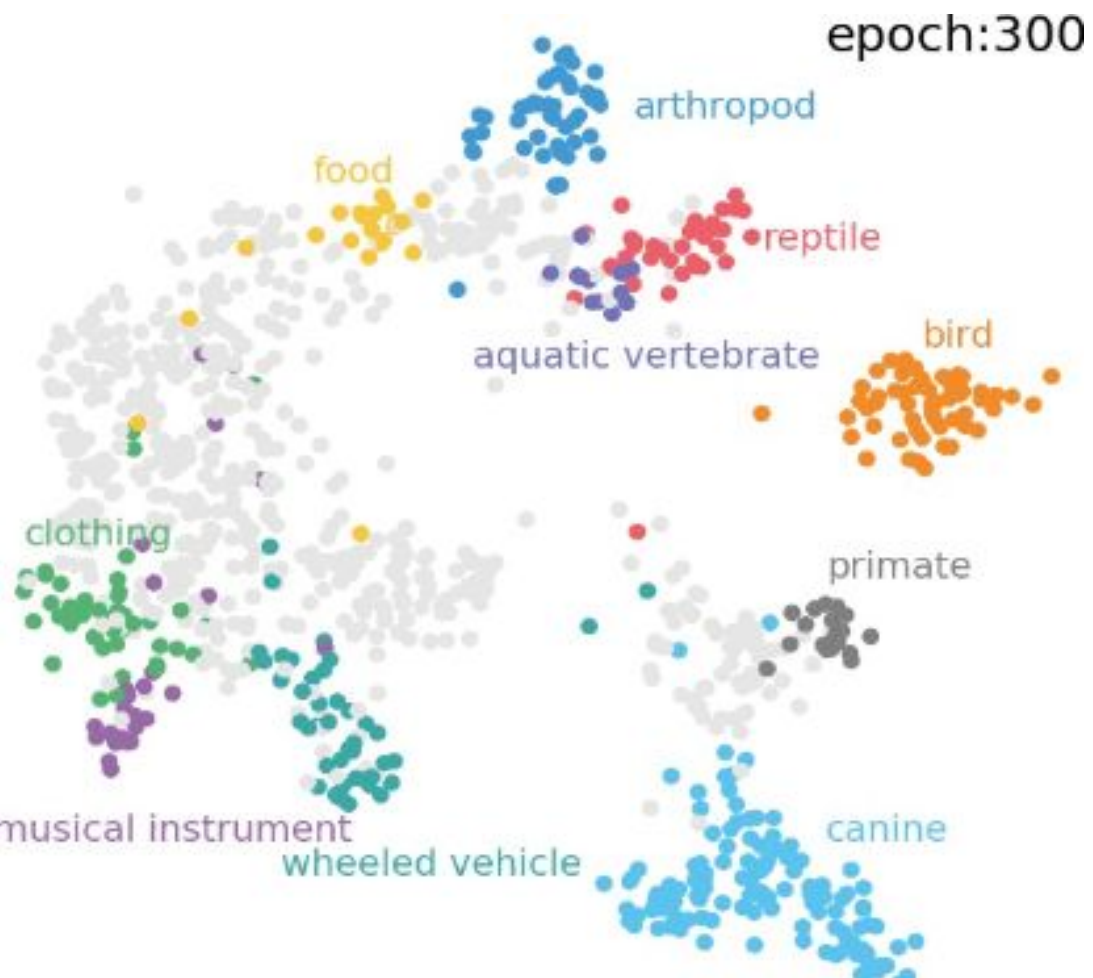 epoch:300
arthropod
food
reptile
bird
aquatic vertebrate
clothing
primate
musical instrument
canine
wheeled vehicle